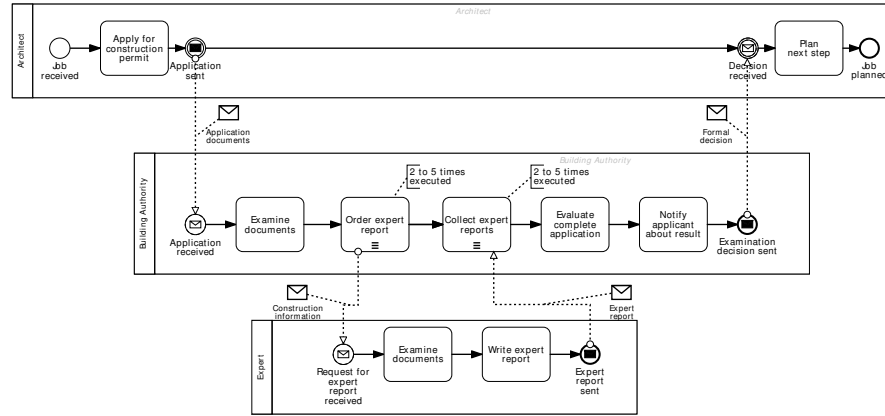 Architect
Architect
Apply for
construction
permit
Job
received
Application
sent
Decision
received
Plan
next step
Job
planned
Application
documents
Formal
decision
Building Authority
Building Authority
2 to 5 times
executed
2 to 5 times
executed
Application
received
Examine
documents
Order expert
report
Collect expert
reports
Evaluate
complete
application
Notify
applicant
about result
Examination
decision sent
Construction
information
Expert
report
Expert
Request for
expert
report
received
Examine
documents
Write expert
report
Expert
report
sent